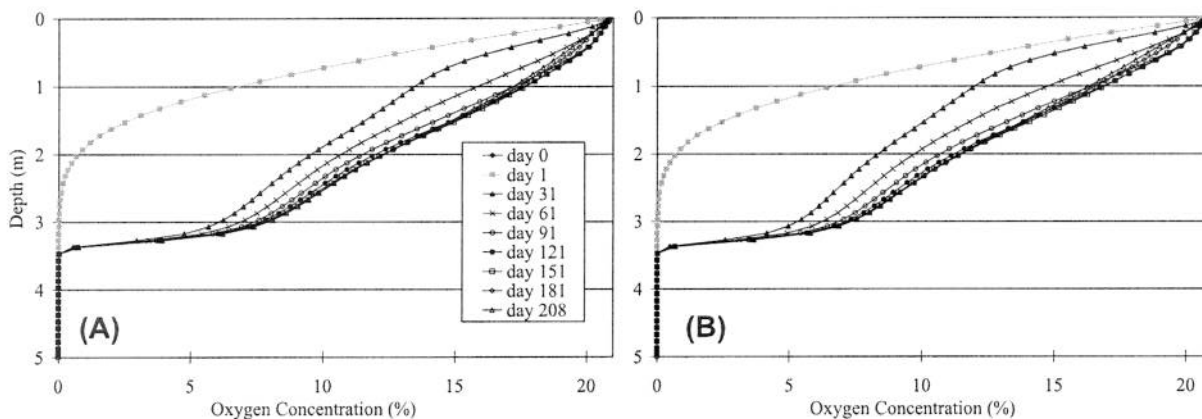 0
1
2
3
4
5
Depth (m)
0
5
10
15
20
Oxygen Concentration (%)
(A)
day 0
day 1
day 31
day 61
day 91
day 121
day 151
day 181
day 208
0
1
2
3
4
5
0
5
10
15
20
Oxygen Concentration (%)
(B)